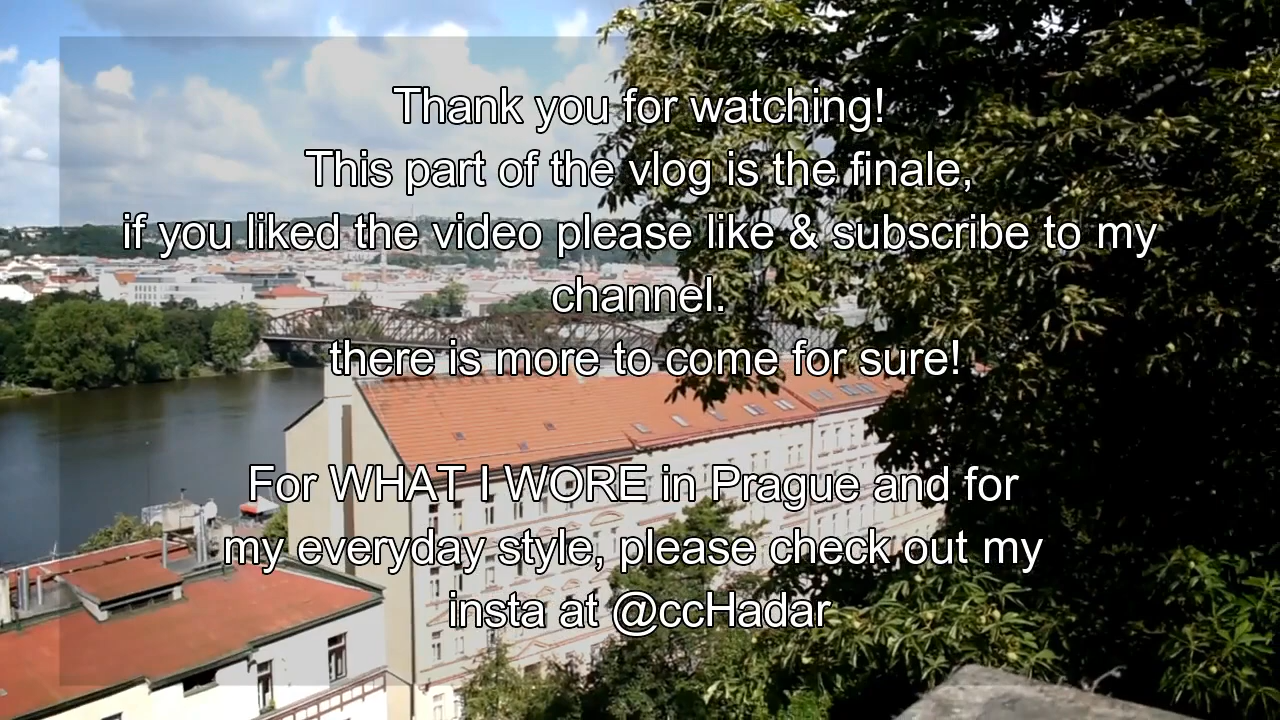 Thank you for watching!
This part of the vlog is the finale,
if you liked the video please like & subscribe to my
channel.
there is more to come for sure!
For WHAT I WORE in Prague and for
my everyday style, please check out my
insta at @ccHadar